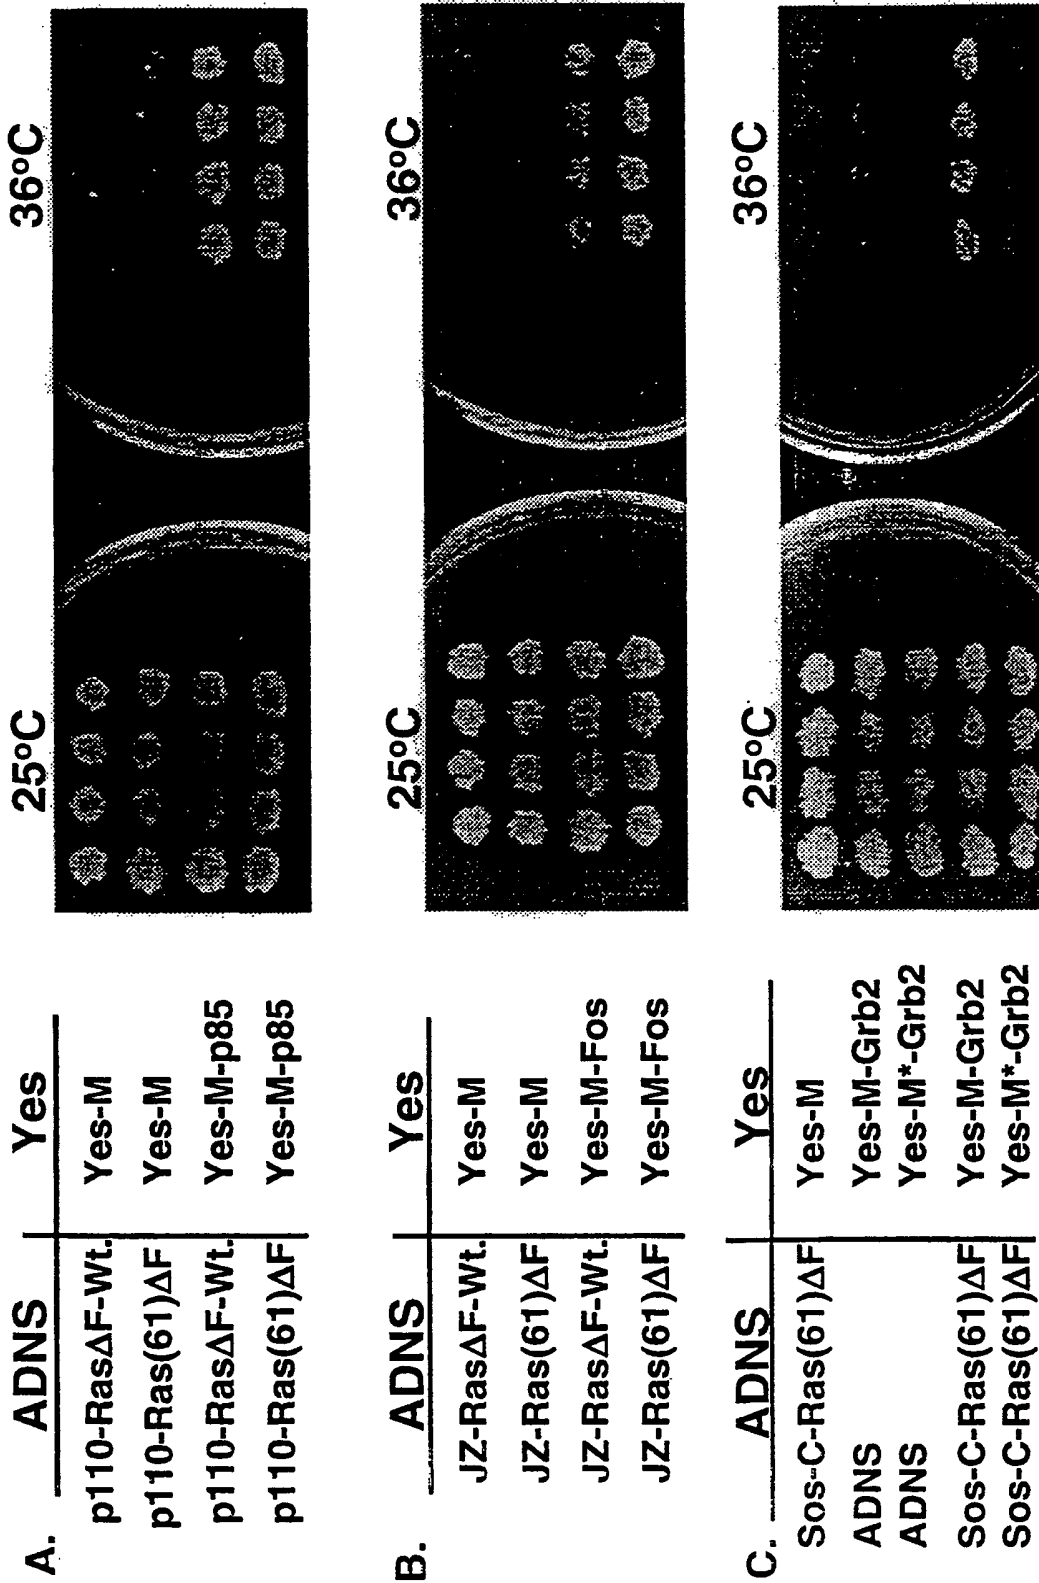 A.
ADNS Yes 25°C 36°C
p110-RasΔF-Wt. Yes-M
p110-Ras(61)ΔF Yes-M
p110-RasΔF-Wt. Yes-M-p85
p110-Ras(61)ΔF Yes-M-p85
B.
ADNS Yes 25°C 36°C
JZ-RasΔF-Wt. Yes-M
JZ-Ras(61)ΔF Yes-M
JZ-RasΔF-Wt. Yes-M-Fos
JZ-Ras(61)ΔF Yes-M-Fos
C.
ADNS Yes 25°C 36°C
Sos-C-Ras(61)ΔF Yes-M
ADNS Yes-M-Grb2
ADNS Yes-M*-Grb2
Sos-C-Ras(61)ΔF Yes-M-Grb2
Sos-C-Ras(61)ΔF Yes-M*-Grb2